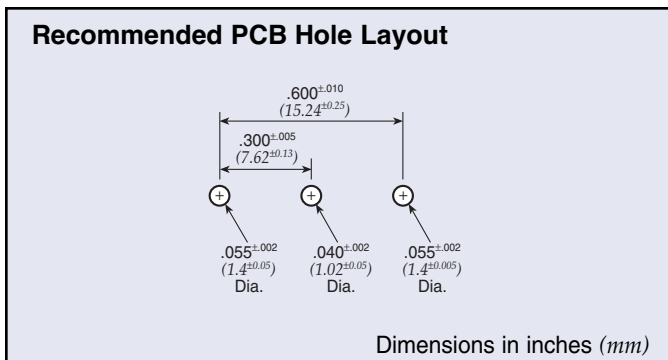 Recommended PCB Hole Layout
.600±.010
(15.24±0.25)
.300±.005
(7.62±0.13)
.055±.002
(1.4±0.05)
Dia.
.040±.002
(1.02±0.05)
Dia.
.055±.002
(1.4±0.005)
Dia.
Dimensions in inches (mm)